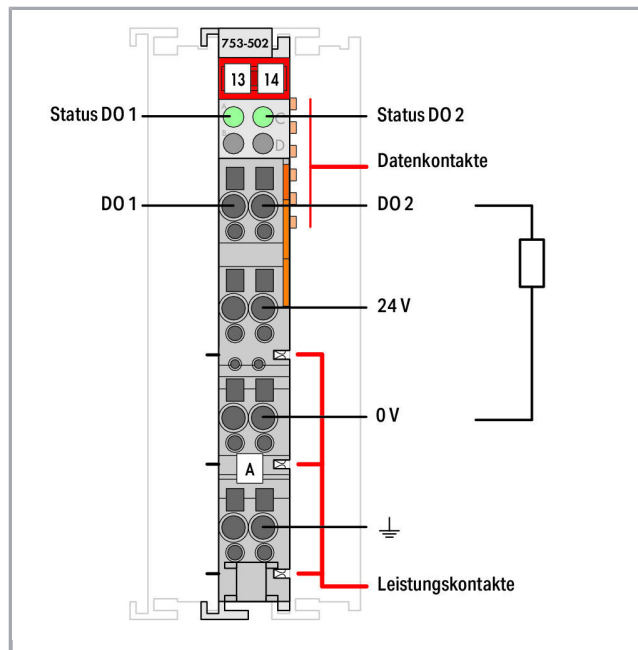 753-502
13 14
A
C
B
D
Status DO 1
Status DO 2
Datenkontakte
DO 1
DO 2
24 V
0 V
A
Leistungskontakte